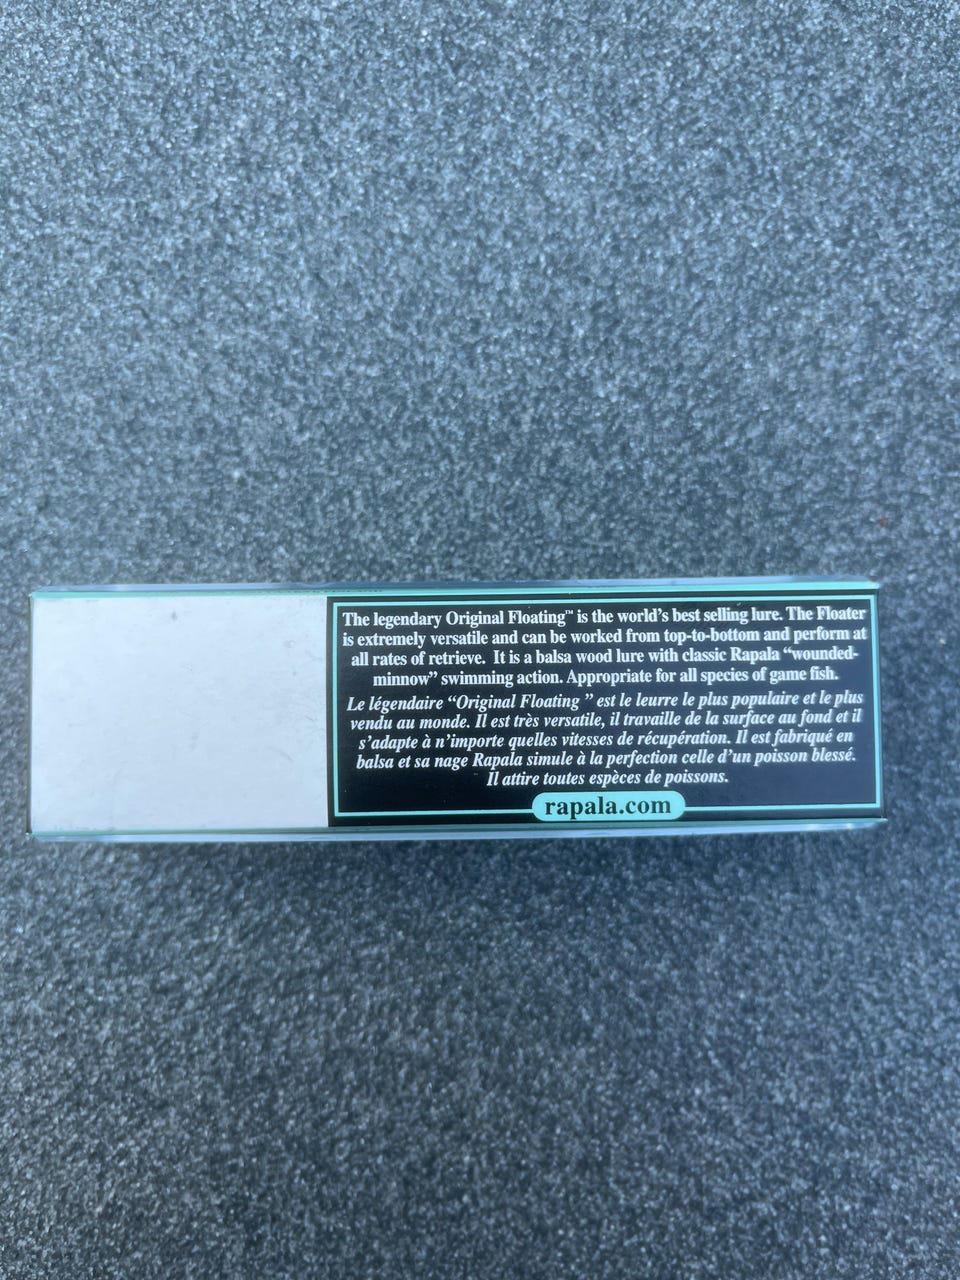 The legendary Original Floating™ is the world's best selling lure. The Floater
is extremely versatile and can be worked from top-to-bottom and perform at
all rates of retrieve. It is a balsa wood lure with classic Rapala “wounded-
minnow” swimming action. Appropriate for all species of game fish.
Le légendaire “Original Floating ” est le leurre le plus populaire et le plus
vendu au monde. Il est très versatile, il travaille de la surface au fond et il
s’adapte à n’importe quelles vitesses de récupération. Il est fabriqué en
balsa et sa nage Rapala simule à la perfection celle d’un poisson blessé.
Il attire toutes espèces de poissons.
rapala.com